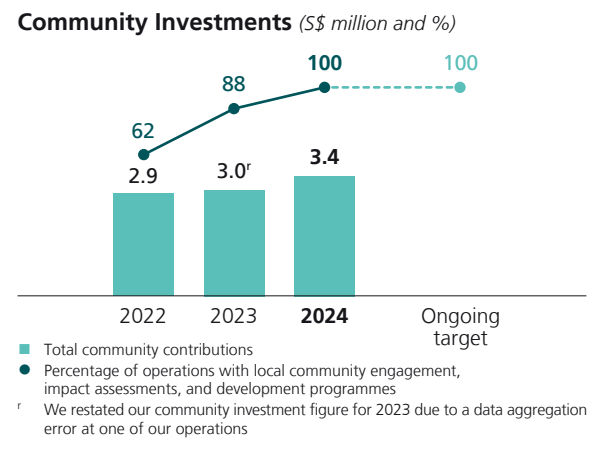 Community Investments (S$ million and %)
100
100
88
62
3.4
3.0r
2.9
2022
2023
2024
Ongoing
target
Total community contributions
Percentage of operations with local community engagement,
impact assessments, and development programmes
r We restated our community investment figure for 2023 due to a data aggregation
error at one of our operations